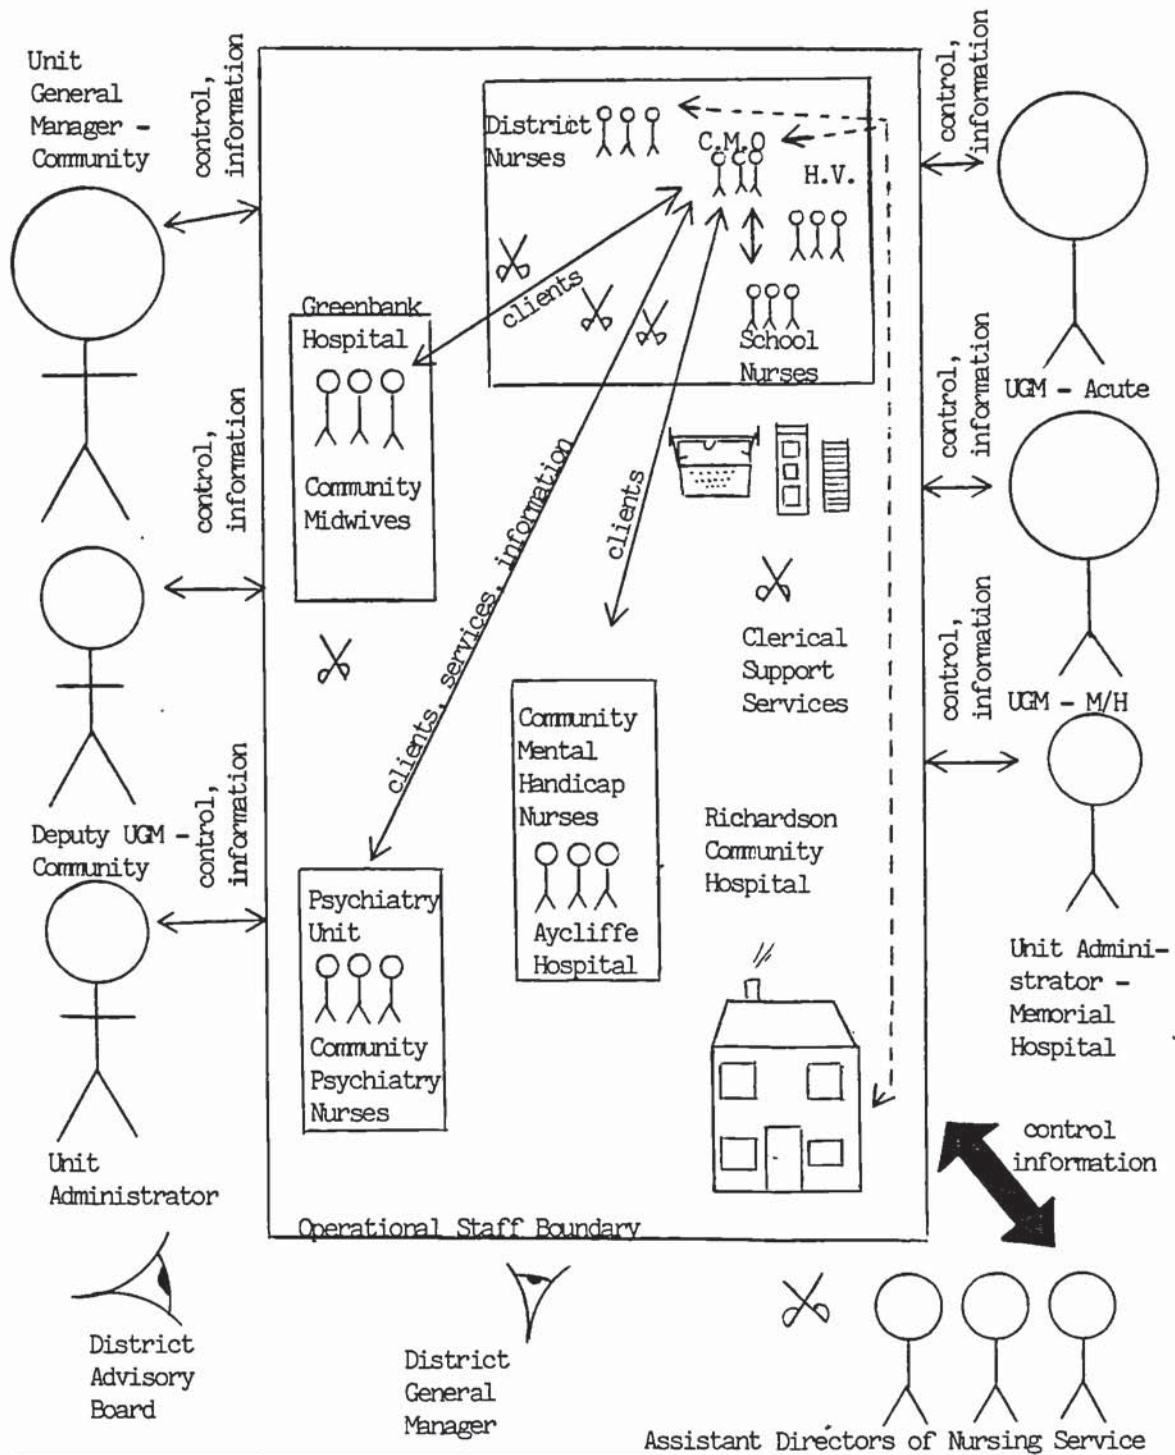 Unit
General
Manager -
Community
control,
information
control,
information
District
Nurses
C.M.O
H.V.
clients
Greenbank
Hospital
School
Nurses
UGM - Acute
control,
information
control,
information
Community
Midwives
clients, services, information
clients
Clerical
Support
Services
control,
information
UGM - M/H
Community
Mental
Handicap
Nurses
Deputy UGM -
Community
control,
information
Richardson
Community
Hospital
Psychiatry
Unit
Aycliffe
Hospital
Unit Admini-
strator -
Memorial
Hospital
Community
Psychiatry
Nurses
control
information
Unit
Administrator
Operational Staff Boundary
District
Advisory
Board
District
General
Manager
Assistant Directors of Nursing Service